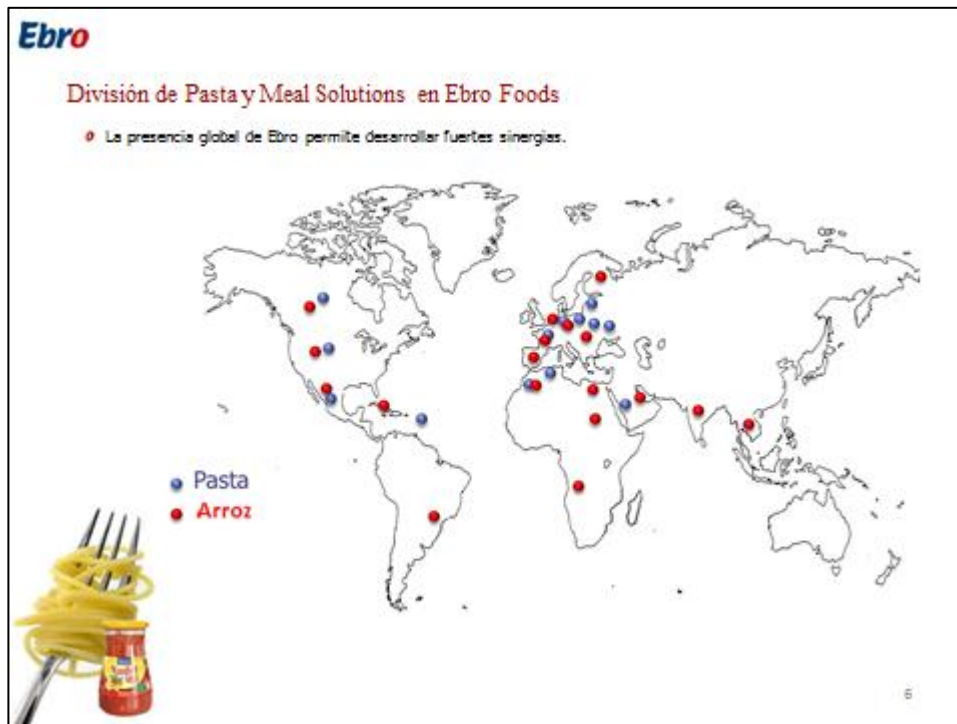 Ebro
División de Pasta y Meal Solutions en Ebro Foods
La presencia global de Ebro permite desarrollar fuertes sinergias.
Pasta
Arroz
6